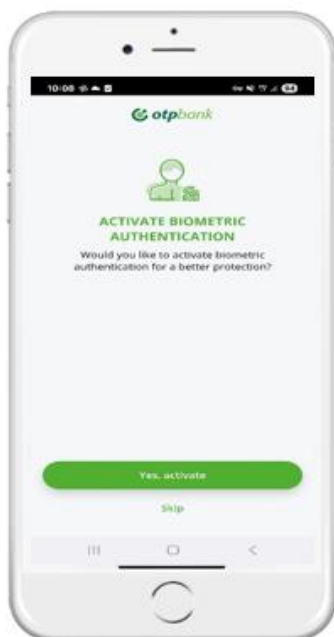 10:08
64
otpbank
ACTIVATE BIOMETRIC
AUTHENTICATION
Would you like to activate biometric
authentication for a better protection?
Yes, activate
Skip